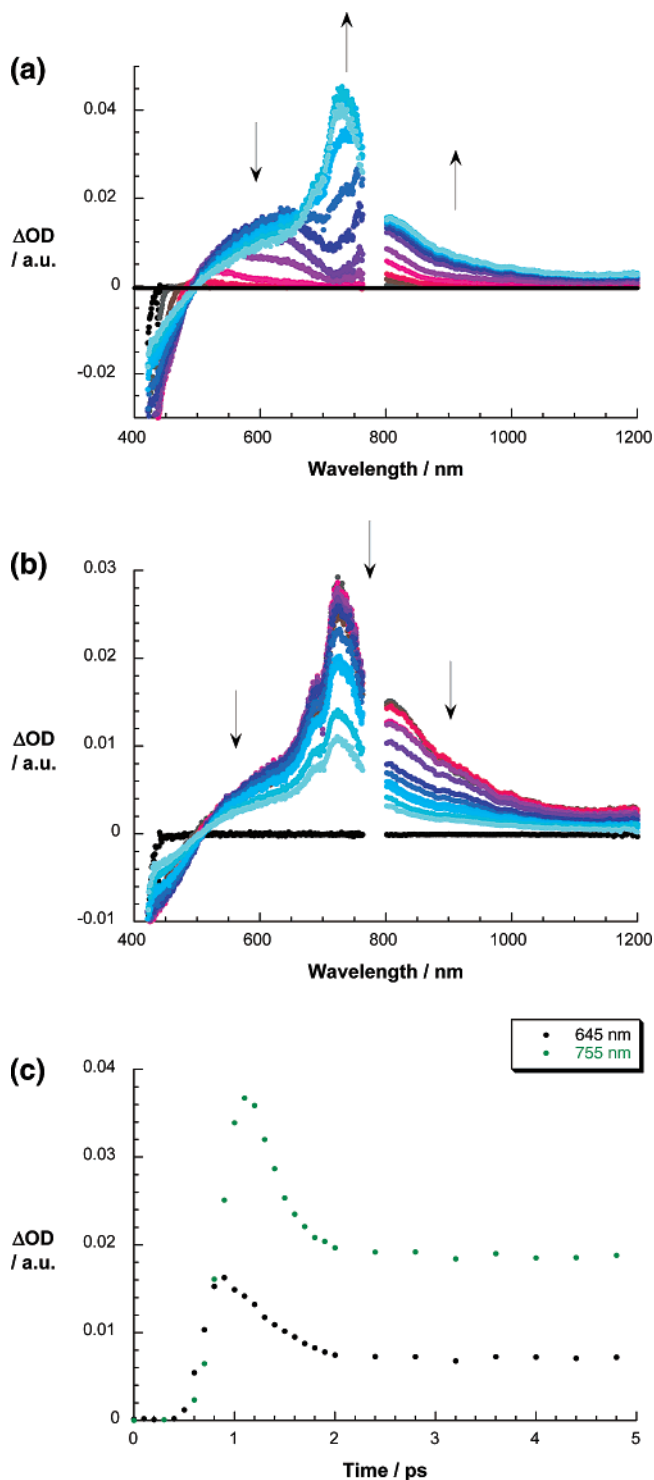 (a)
0.04
0.02
ΔOD
/ a.u.
0
-0.02
400 600 800 1000 1200
Wavelength / nm
(b)
0.03
0.02
ΔOD
/ a.u.
0.01
0
-0.01
400 600 800 1000 1200
Wavelength / nm
645 nm
755 nm
(c)
0.04
0.03
ΔOD
/ a.u.
0.02
0.01
0
0 1 2 3 4 5
Time / ps